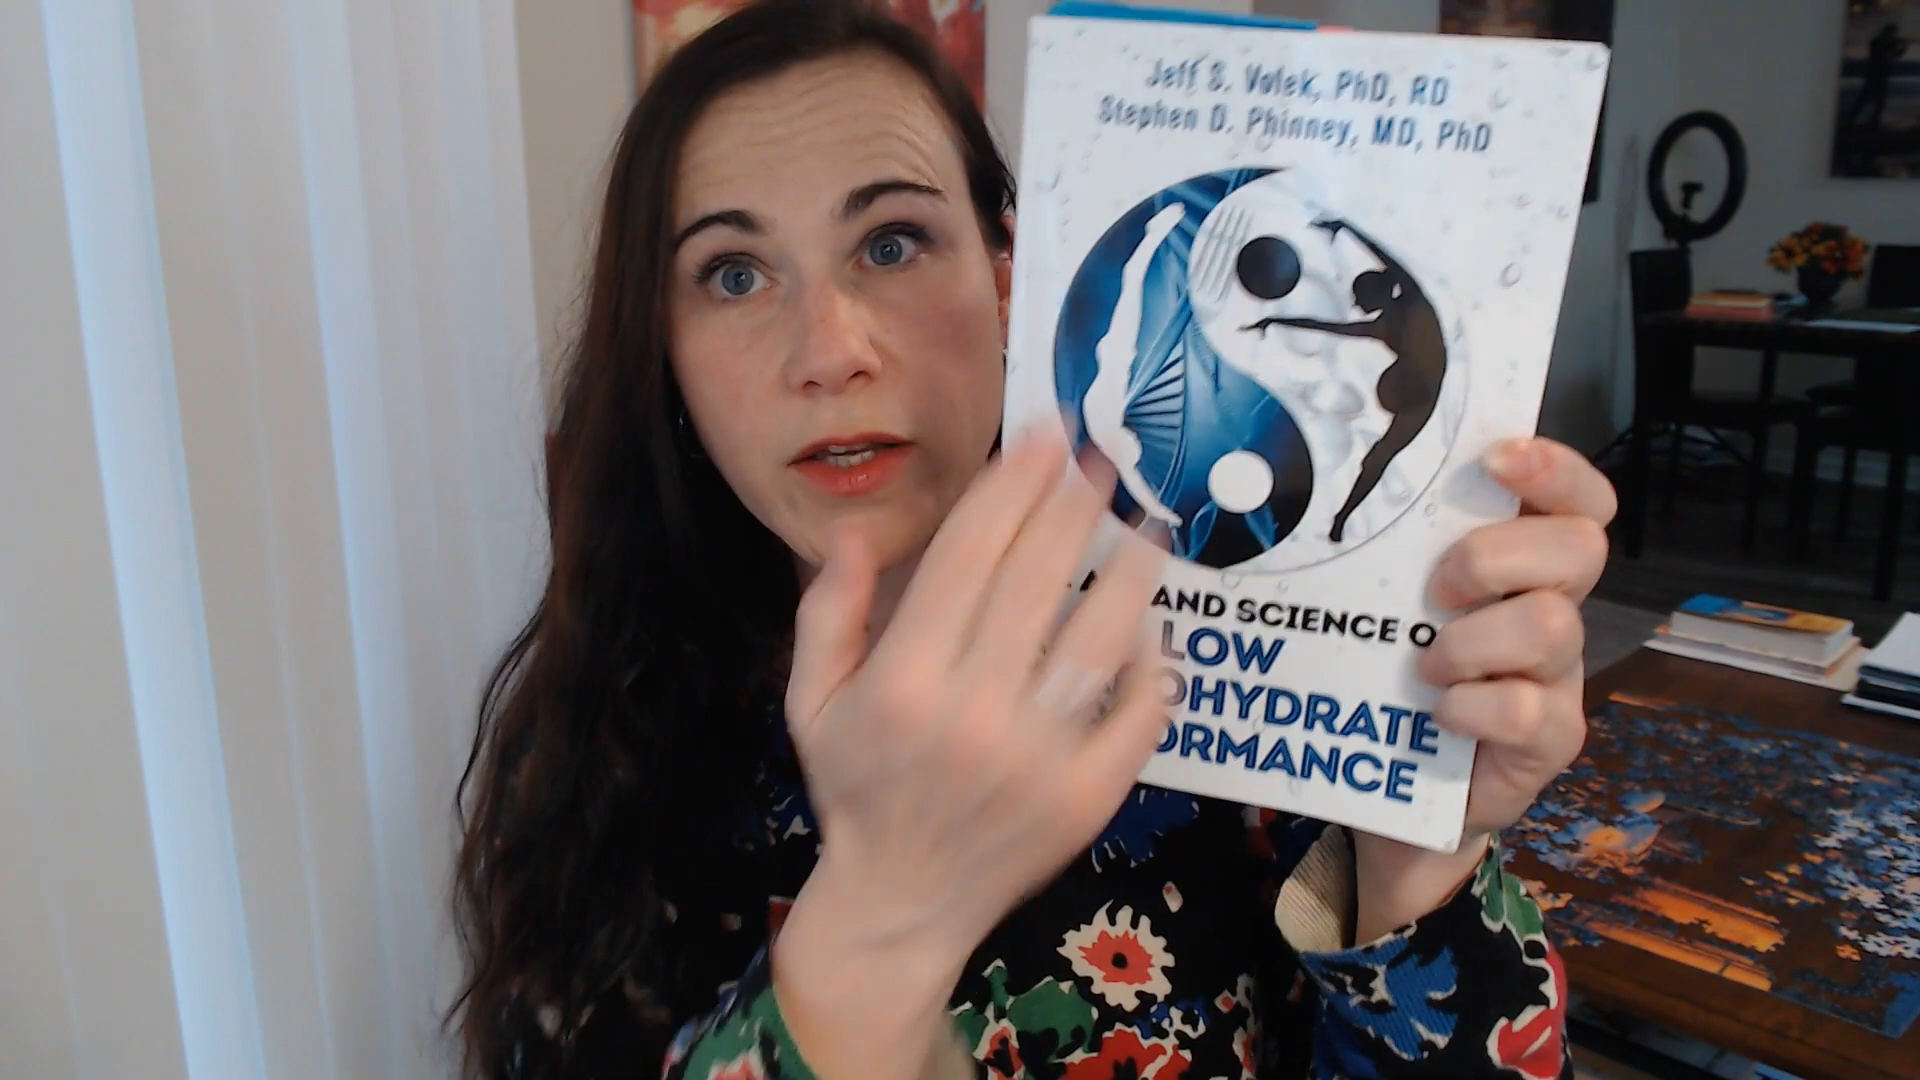 Jeff S. Volek, PhD, RD
Stephen D. Phinney, MD, PhD
AND SCIENCE O
LOW
OHYDRATE
ORMANCE